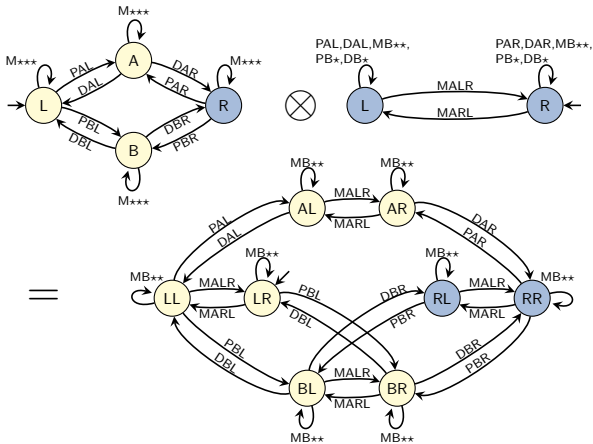 M⋆⋆⋆
A
PAL
DAL
DAR
PAR
M⋆⋆⋆
M⋆⋆⋆
L
R
PBL
DBL
DBR
PBR
B
M⋆⋆⋆
⊗
PAL,DAL,MB⋆⋆,
PB⋆,DB⋆
PAR,DAR,MB⋆⋆,
PB⋆,DB⋆
L
MALR
MARL
R
=
MB⋆⋆
MB⋆⋆
AL
MALR
MARL
AR
PAL
DAL
DAR
PAR
MB⋆⋆
MB⋆⋆
MB⋆⋆
MB⋆⋆
LL
MALR
MARL
LR
PBL
DBL
DBR
PBR
RL
MALR
MARL
RR
PBL
DBL
DBR
PBR
BL
MALR
MARL
BR
MB⋆⋆
MB⋆⋆